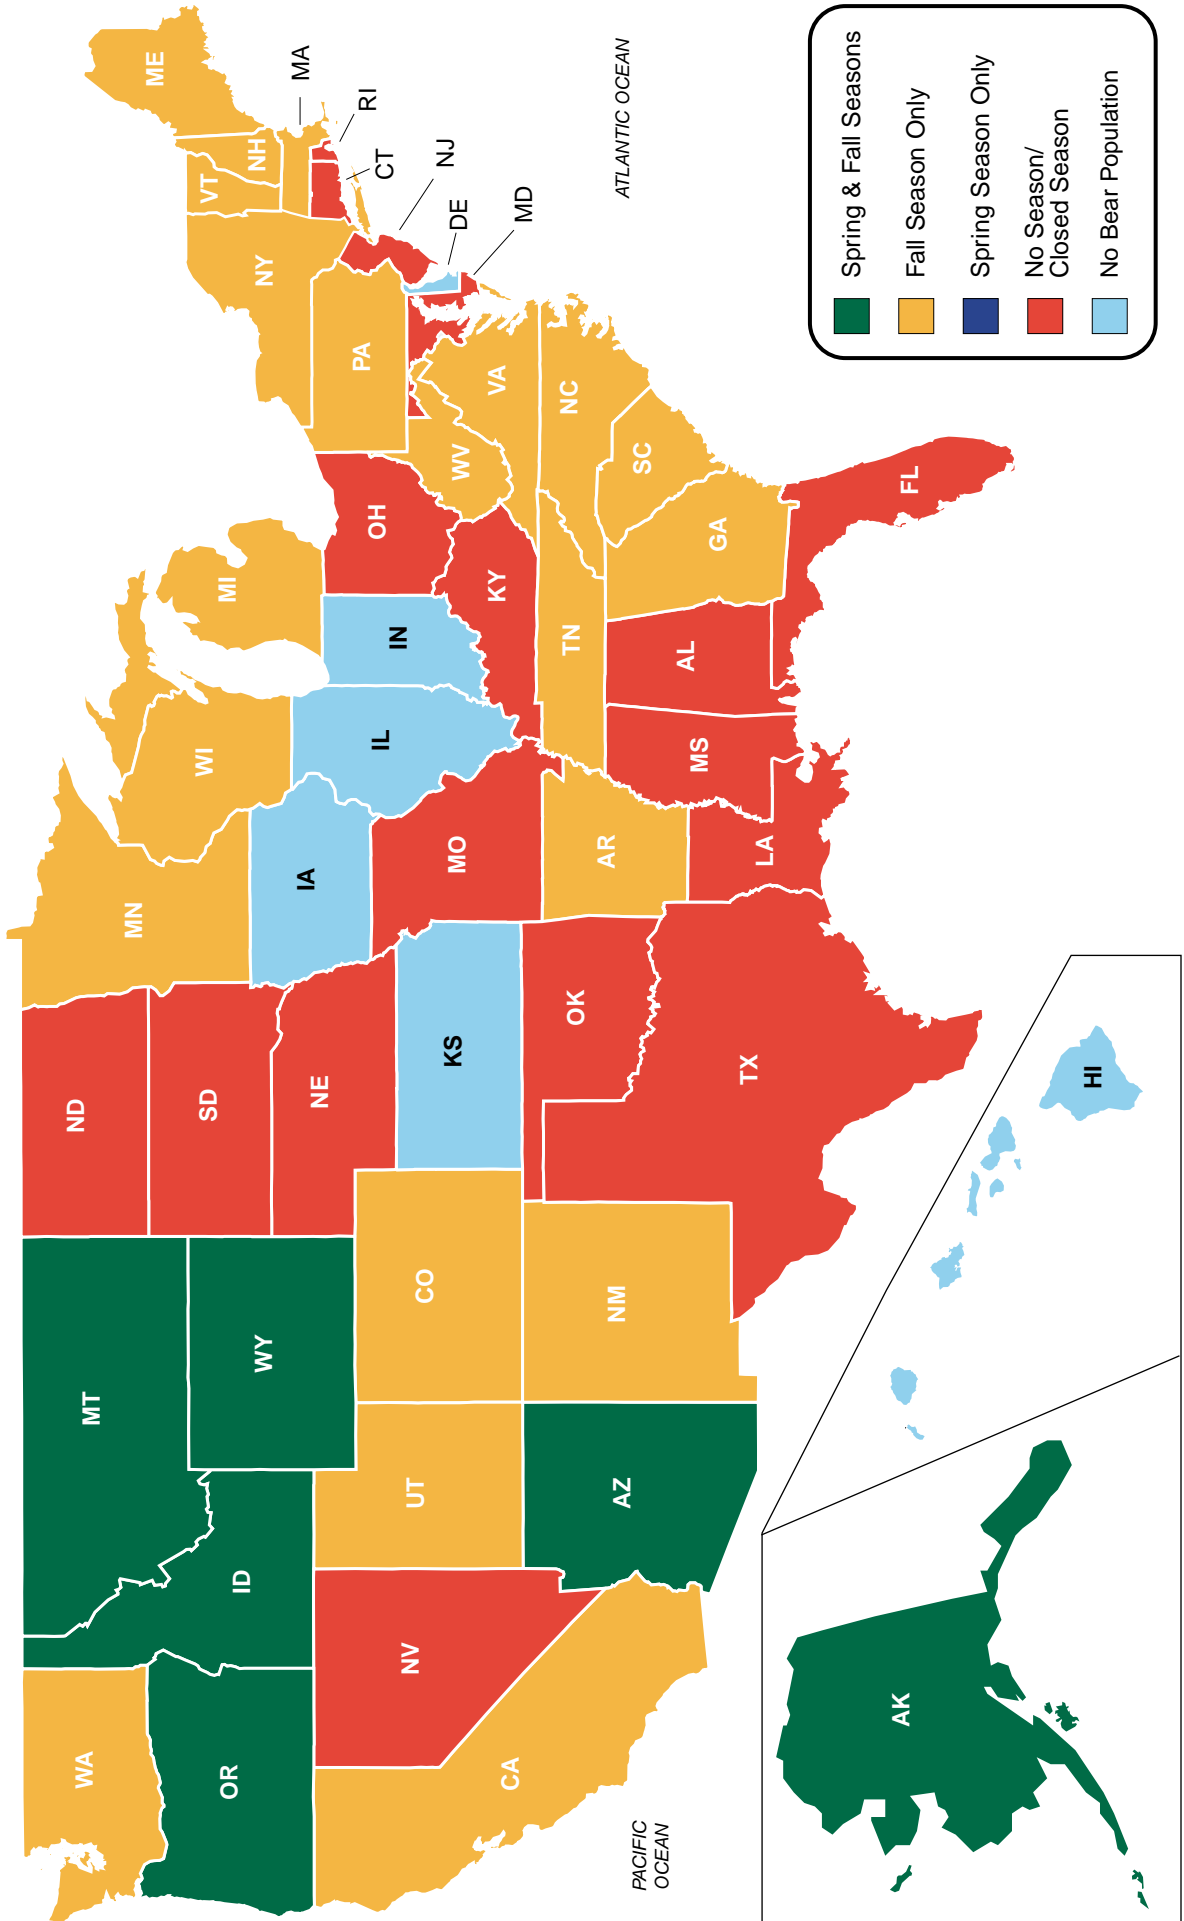 WA
OR
CA
NV
ID
MT
WY
UT
AZ
CO
NM
ND
SD
NE
KS
OK
TX
MN
IA
MO
AR
LA
WI
IL
MS
MI
IN
KY
TN
AL
OH
WV
VA
NC
SC
GA
FL
PA
NY
VT
NH
ME
MA
RI
CT
NJ
DE
MD
AK
HI
PACIFIC
OCEAN
ATLANTIC OCEAN
Spring & Fall Seasons
Fall Season Only
Spring Season Only
No Season/
Closed Season
No Bear Population